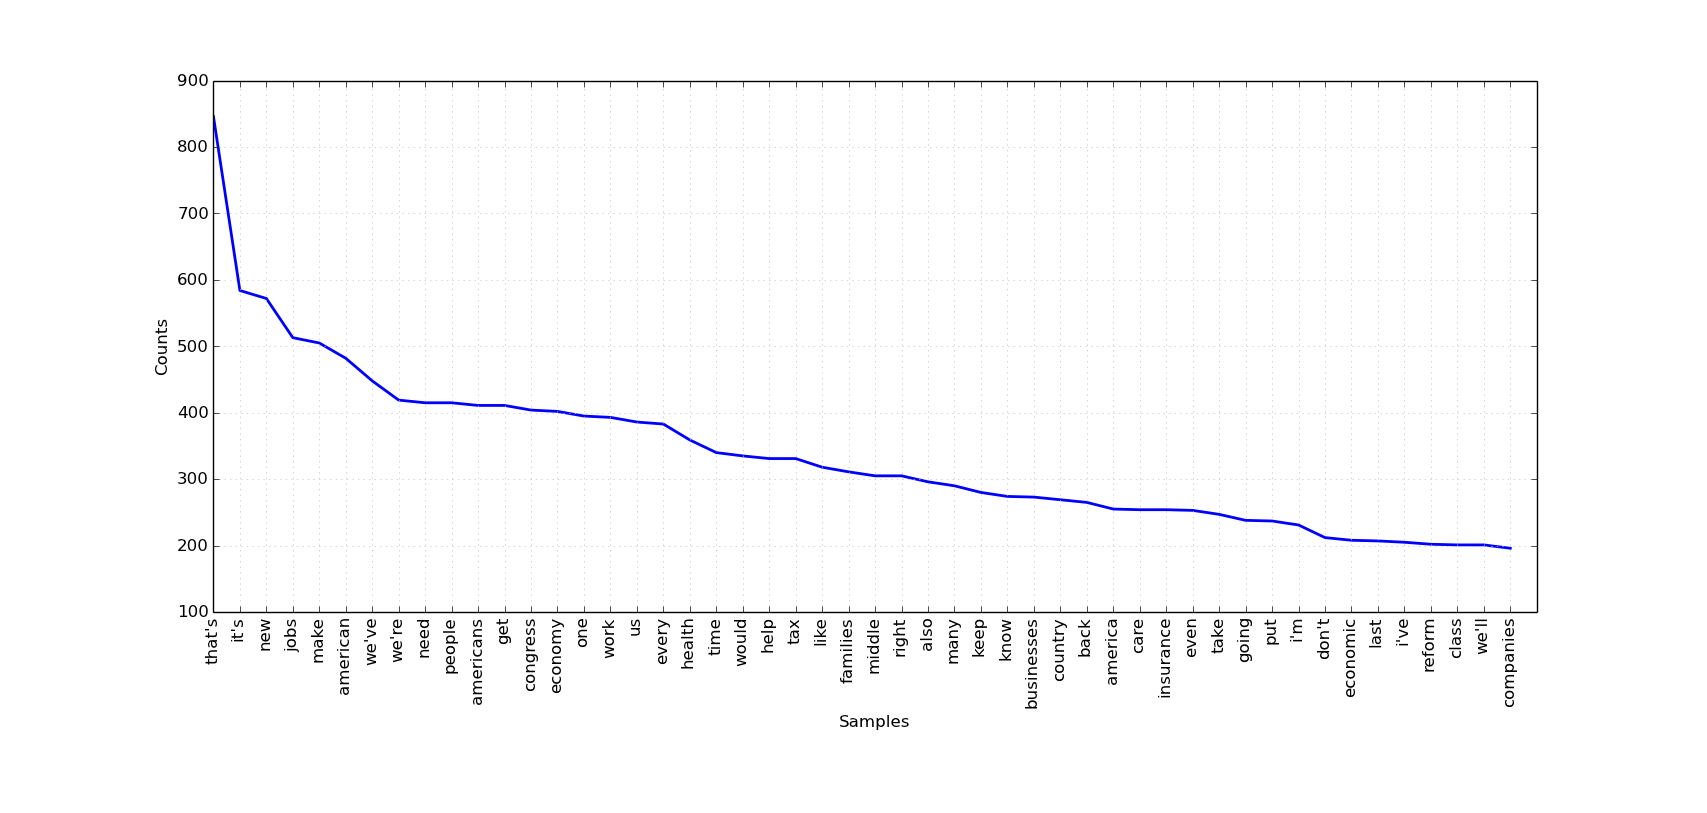 900
800
700
600
500
400
300
200
100
Counts
that's
it's
new
jobs
make
american
we've
we're
need
people
americans
get
congress
economy
one
work
us
every
health
time
would
help
tax
like
families
middle
right
also
many
keep
know
businesses
country
back
america
care
insurance
even
take
going
put
i'm
don't
economic
last
i've
reform
class
we'll
companies
Samples